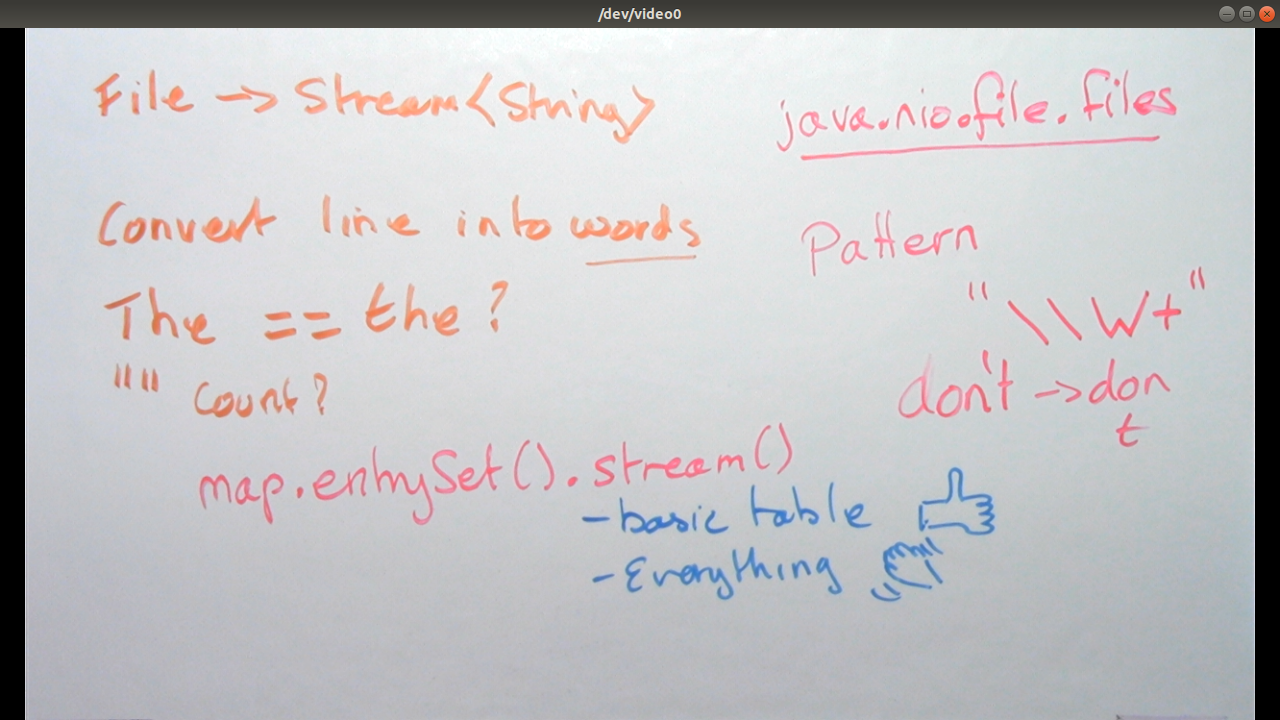 /dev/video0
File -> Stream<String>
java.nio.file.files
Convert line into words
Pattern
The == the?
"\\W+"
"" Count?
don't -> don
t
map.entrySet().stream()
- basic table
- Everything